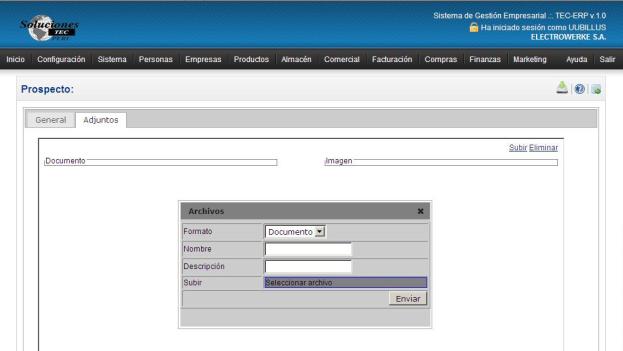 Soluciones
TEC
PERU
Sistema de Gestión Empresarial .:. TEC-ERP v.1.0
Ha iniciado sesión como UUBILLUS
ELECTROWERKE S.A.
Inicio Configuración Sistema Personas Empresas Productos Almacén Comercial Facturación Compras Finanzas Marketing Ayuda Salir
Prospecto:
General Adjuntos
Subir Eliminar
Documento Imagen
Archivos
Formato Documento
Nombre
Descripción
Subir Seleccionar archivo
Enviar